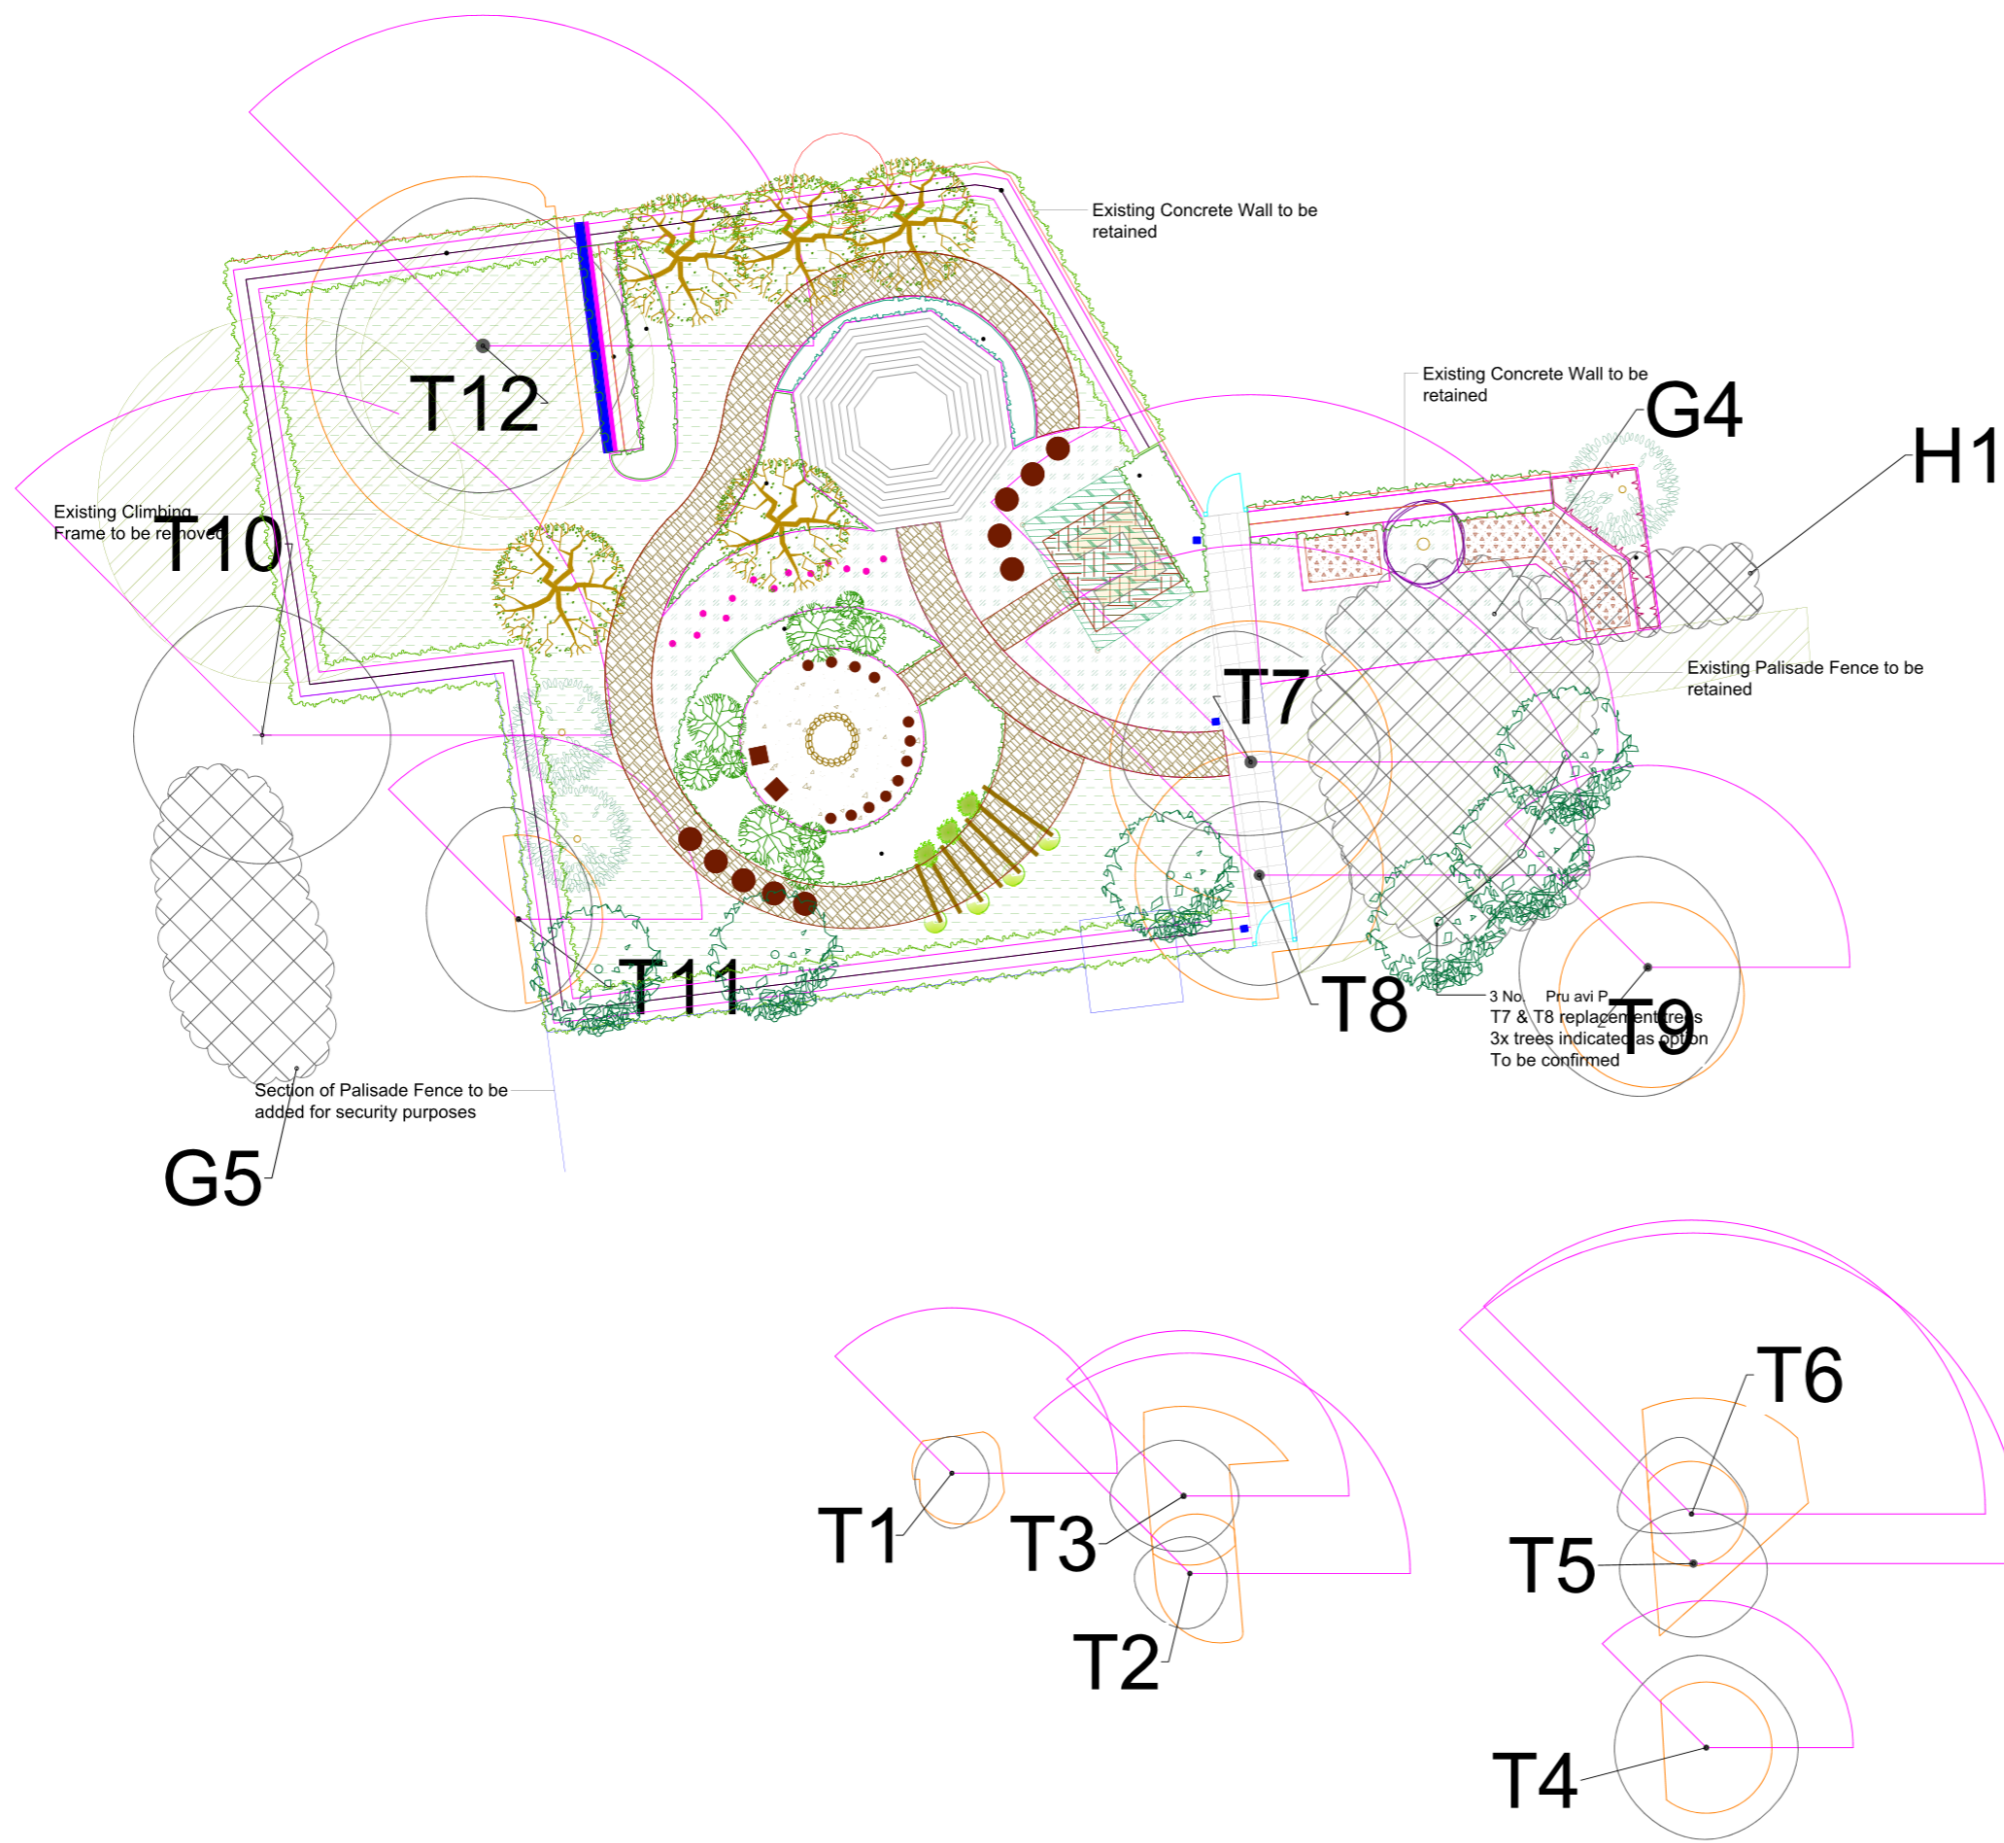 Existing Concrete Wall to be
retained
Existing Concrete Wall to be
retained
G4
H1
T12
Existing Climbing
Frame to be removed
T10
T7
Existing Palisade Fence to be
retained
T11
T8
3 No. Pru avi P
T7 & T8 replacement trees
3x trees indicated as option
To be confirmed
T9
Section of Palisade Fence to be
added for security purposes
G5
T6
T1
T3
T5
T2
T4